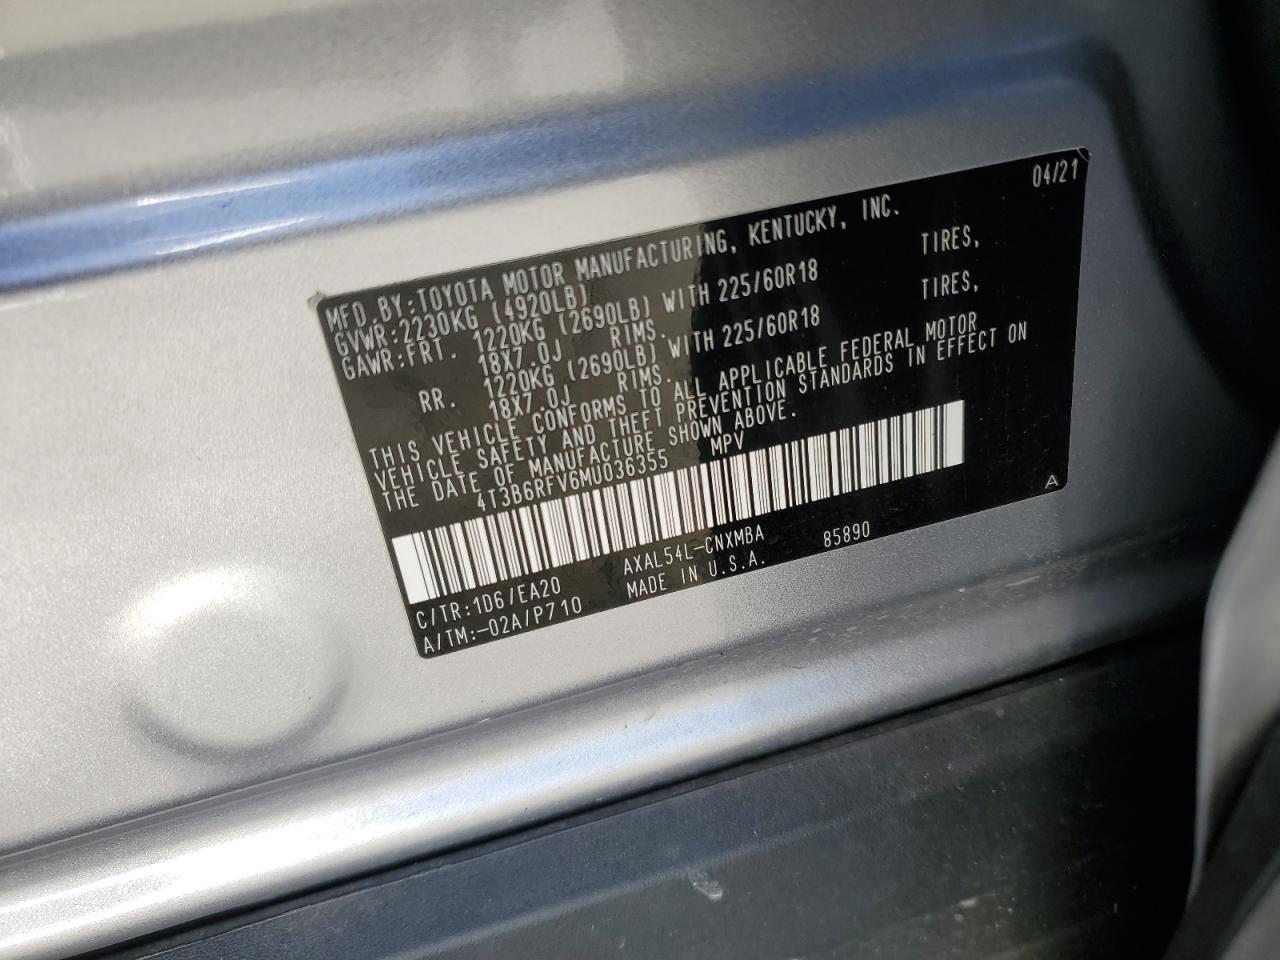 04/21
MFD. BY: TOYOTA MOTOR MANUFACTURING, KENTUCKY, INC.
GVWR: 2230KG (4920LB)
GAWR: FRT. 1220KG (2690LB) WITH 225/60R18 TIRES,
18X7.0J RIMS.
RR. 1220KG (2690LB) WITH 225/60R18 TIRES,
18X7.0J RIMS.
THIS VEHICLE CONFORMS TO ALL APPLICABLE FEDERAL MOTOR
VEHICLE SAFETY AND THEFT PREVENTION STANDARDS IN EFFECT ON
THE DATE OF MANUFACTURE SHOWN ABOVE.
4T3B6RFV6MU036355 MPV
C/TR: 1D6/EA20 AXAL54L-CNXMBA 85890 A
A/TM: -02A/P710 MADE IN U.S.A.